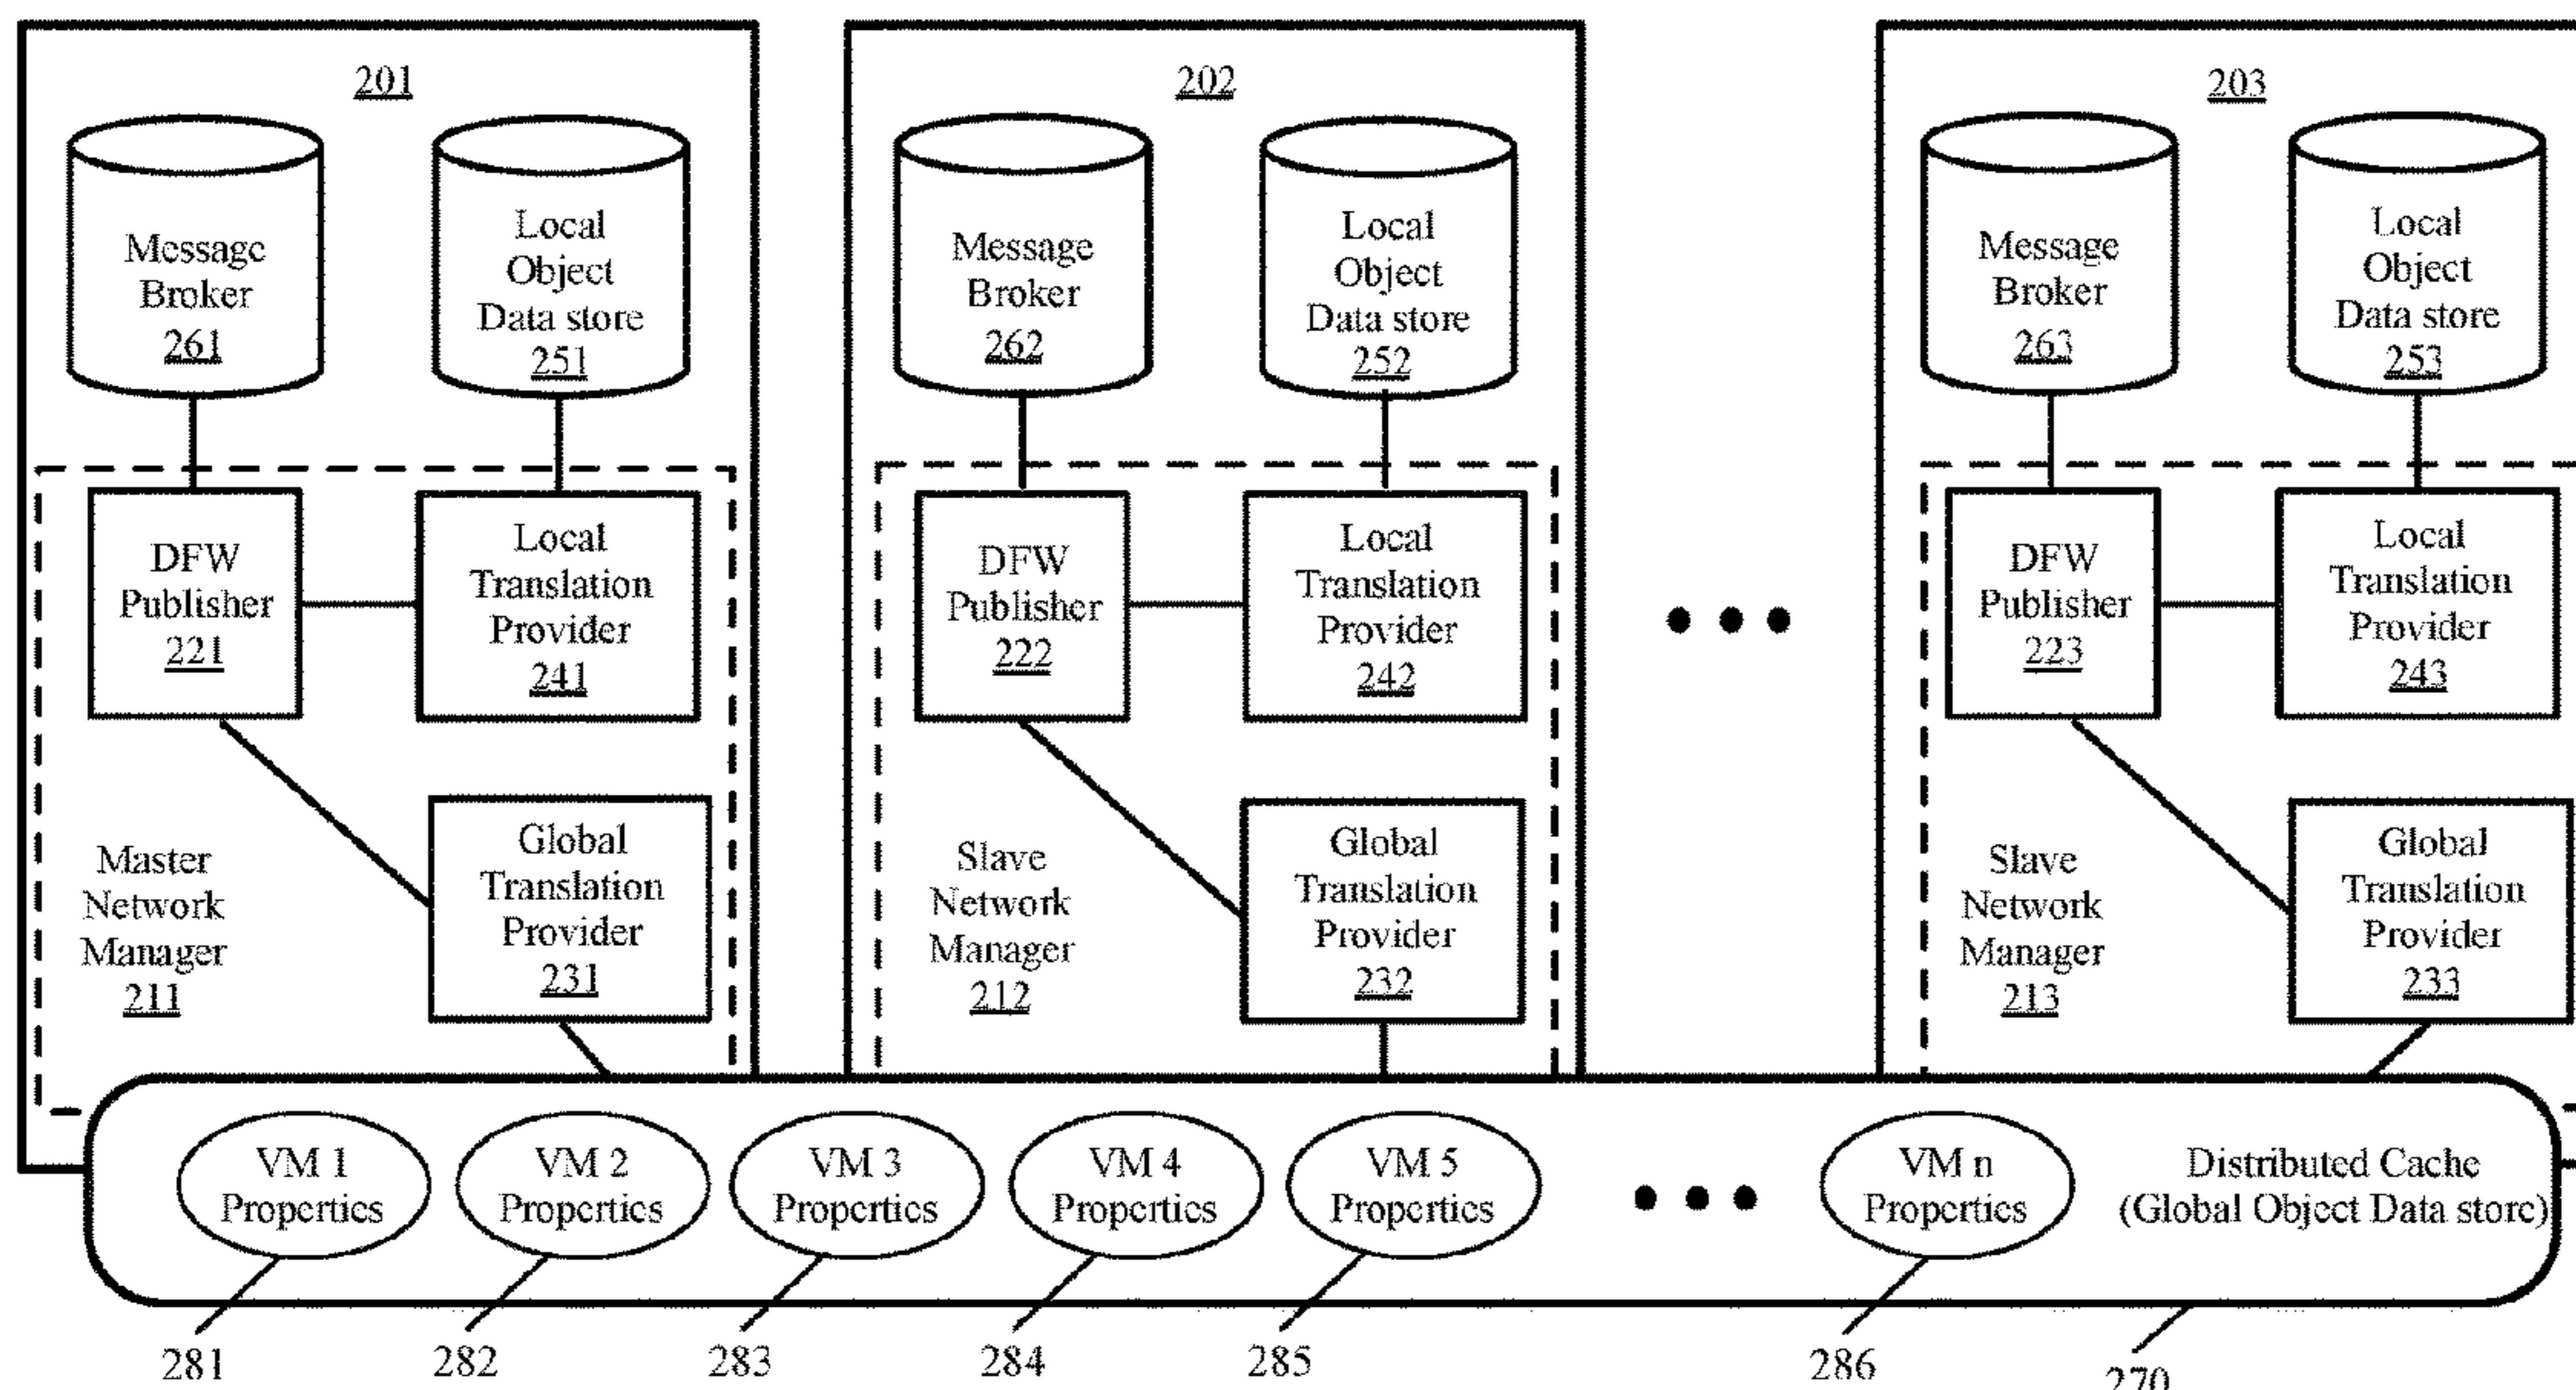 201
Message
Broker
261
Local
Object
Data store
251
DFW
Publisher
221
Local
Translation
Provider
241
Master
Network
Manager
211
Global
Translation
Provider
231
202
Message
Broker
262
Local
Object
Data store
252
DFW
Publisher
222
Local
Translation
Provider
242
Slave
Network
Manager
212
Global
Translation
Provider
232
203
Message
Broker
263
Local
Object
Data store
253
DFW
Publisher
223
Local
Translation
Provider
243
Slave
Network
Manager
213
Global
Translation
Provider
233
VM 1
Properties
VM 2
Properties
VM 3
Properties
VM 4
Properties
VM 5
Properties
VM n
Properties
Distributed Cache
(Global Object Data store)
281
282
283
284
285
286
270